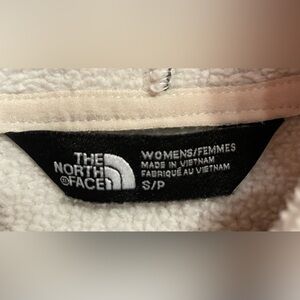 THE
NORTH
FACE
WOMENS/FEMMES
MADE IN VIETNAM
FABRIQUÉ AU VIETNAM
S/P